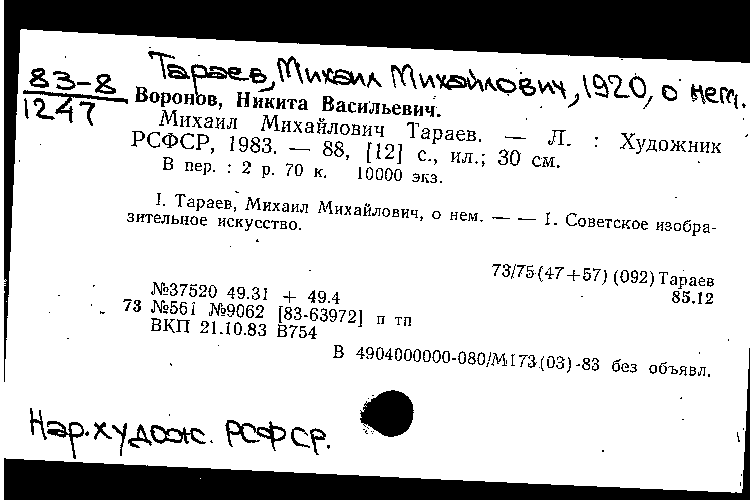 Тараев, Михаил Михайлович, 1920, о нем.
83-8
1247
Воронов, Никита Васильевич.
Михаил Михайлович Тараев. — Л. : Художник
РСФСР, 1983. — 88, [12] с., ил.; 30 см.
В пер. : 2 р. 70 к. 10000 экз.
I. Тараев, Михаил Михайлович, о нем. — — 1. Советское изобра-
зительное искусство.
73/75(47+57)(092)Тараев
85.12
№37520 49.31 + 49.4
73 №561 №9062 [83-63972] п тп
ВКП 21.10.83 В754
В 4904000000-080/М173(03)-83 без объявл.
Нар. худож. РСФСР.